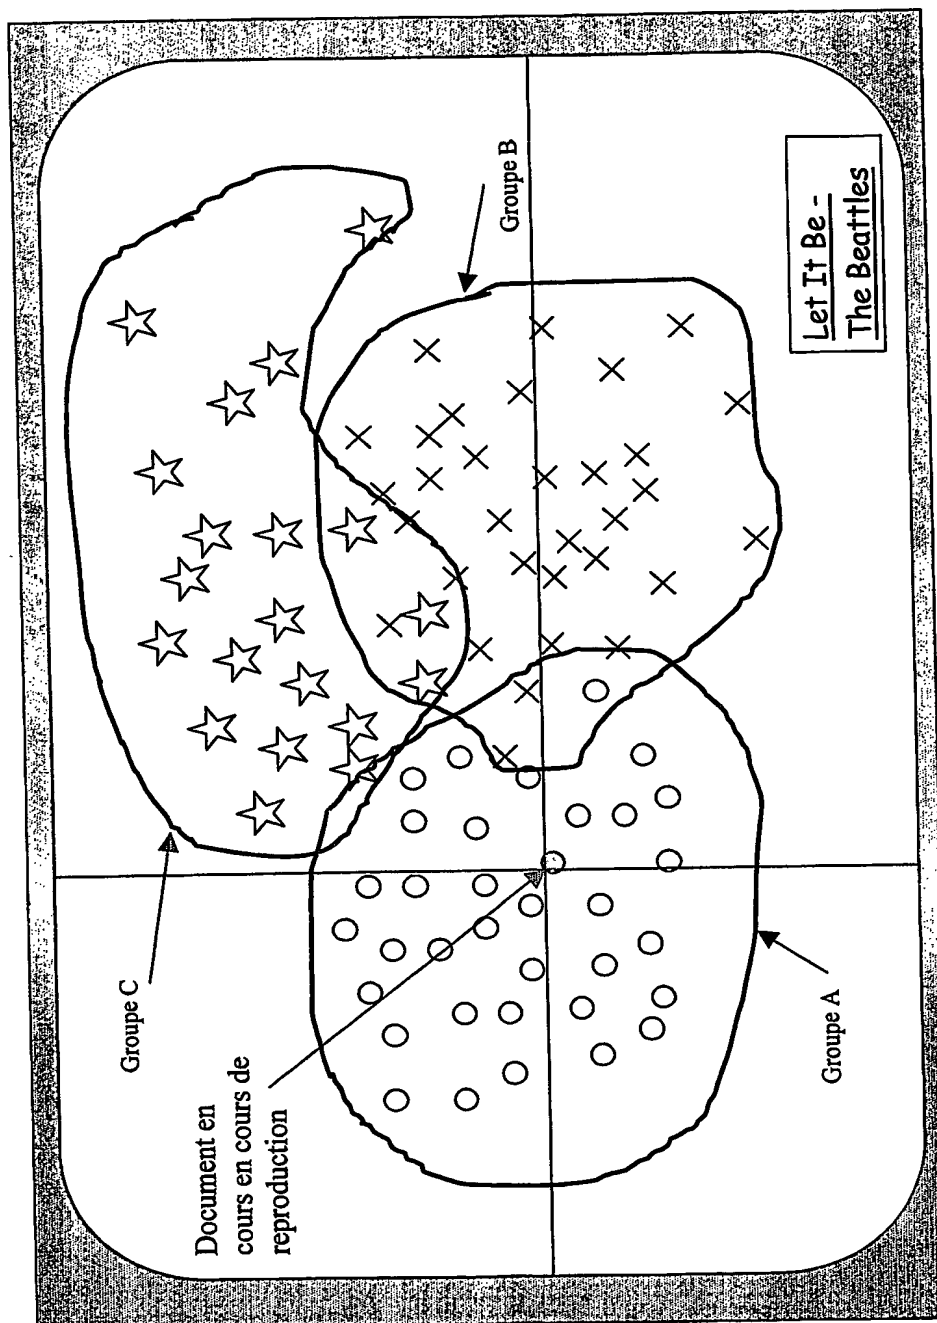 Groupe C
Document en
cours en cours de
reproduction
Groupe B
Groupe A
Let It Be -
The Beattles